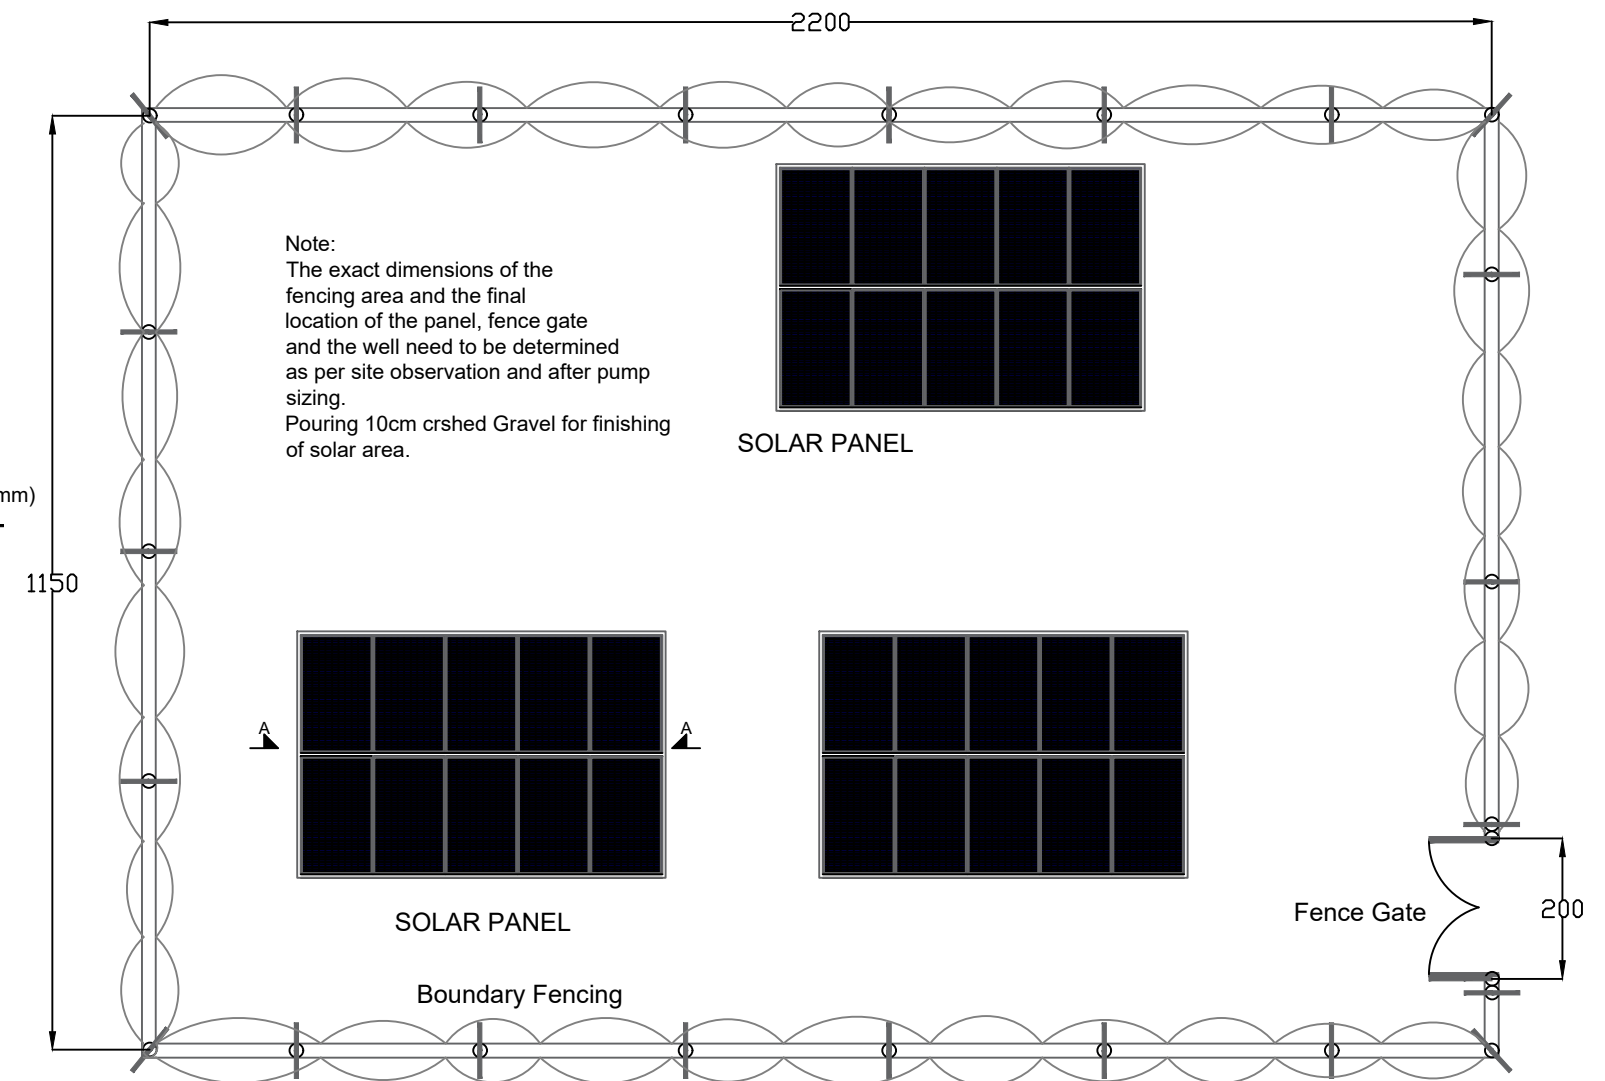 2200
Note:
The exact dimensions of the
fencing area and the final
location of the panel, fence gate
and the well need to be determined
as per site observation and after pump
sizing.
Pouring 10cm crshed Gravel for finishing
of solar area.
SOLAR PANEL
mm)
1150
A
A
SOLAR PANEL
Fence Gate
200
Boundary Fencing